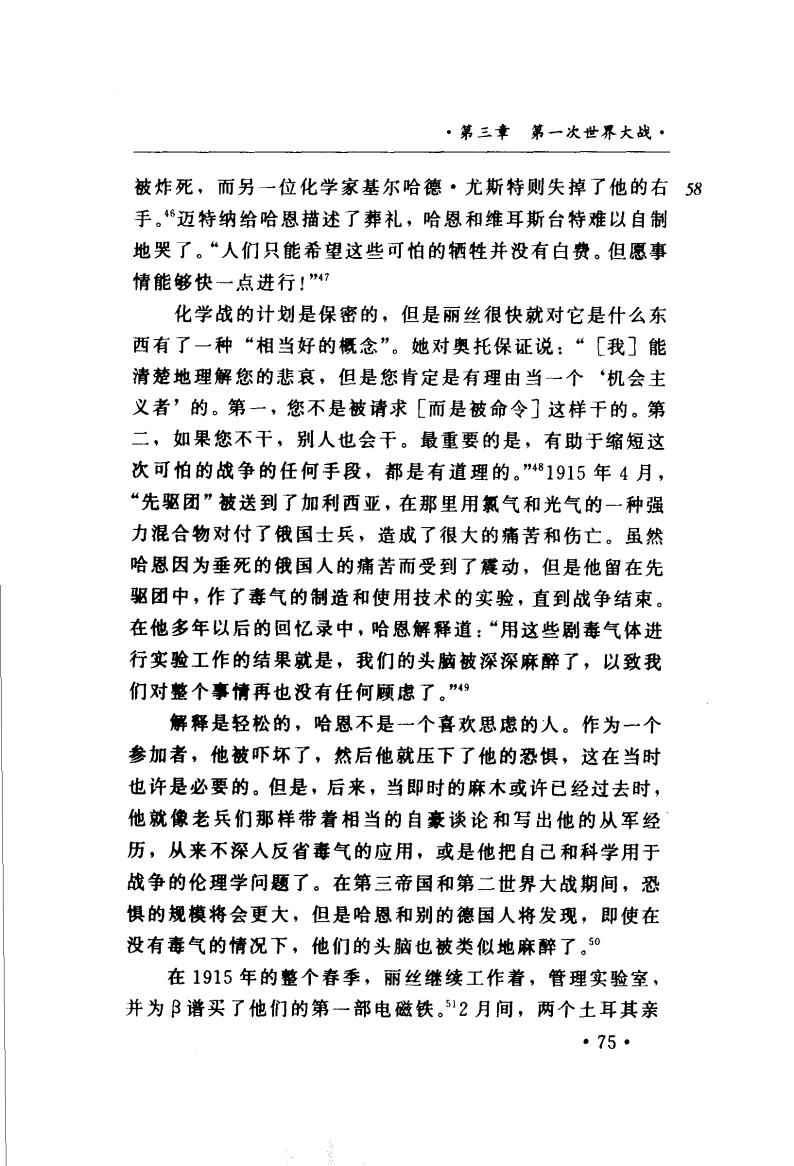 ·第三章 第一次世界大战·
被炸死，而另一位化学家基尔哈德·尤斯特则失掉了他的右 58
手。⁴⁶迈特纳给哈恩描述了葬礼，哈恩和维耳斯台特难以自制
地哭了。“人们只能希望这些可怕的牺牲并没有白费。但愿事
情能够快一点进行！”⁴⁷
化学战的计划是保密的，但是丽丝很快就对它是什么东
西有了一种“相当好的概念”。她对奥托保证说：“［我］能
清楚地理解您的悲哀，但是您肯定是有理由当一个‘机会主
义者’的。第一，您不是被请求［而是被命令］这样干的。第
二，如果您不干，别人也会干。最重要的是，有助于缩短这
次可怕的战争的任何手段，都是有道理的。”⁴⁸1915 年 4 月，
“先驱团”被送到了加利西亚，在那里用氯气和光气的一种强
力混合物对付了俄国士兵，造成了很大的痛苦和伤亡。虽然
哈恩因为垂死的俄国人的痛苦而受到了震动，但是他留在先
驱团中，作了毒气的制造和使用技术的实验，直到战争结束。
在他多年以后的回忆录中，哈恩解释道：“用这些剧毒气体进
行实验工作的结果就是，我们的头脑被深深麻醉了，以致我
们对整个事情再也没有任何顾虑了。”⁴⁹
解释是轻松的，哈恩不是一个喜欢思虑的人。作为一个
参加者，他被吓坏了，然后他就压下了他的恐惧，这在当时
也许是必要的。但是，后来，当即时的麻木或许已经过去时，
他就像老兵们那样带着相当的自豪谈论和写出他的从军经
历，从来不深入反省毒气的应用，或是他把自己和科学用于
战争的伦理学问题了。在第三帝国和第二世界大战期间，恐
惧的规模将会更大，但是哈恩和别的德国人将发现，即使在
没有毒气的情况下，他们的头脑也被类似地麻醉了。⁵⁰
在 1915 年的整个春季，丽丝继续工作着，管理实验室，
并为 β 谱买了他们的第一部电磁铁。⁵¹2 月间，两个土耳其亲
·75·